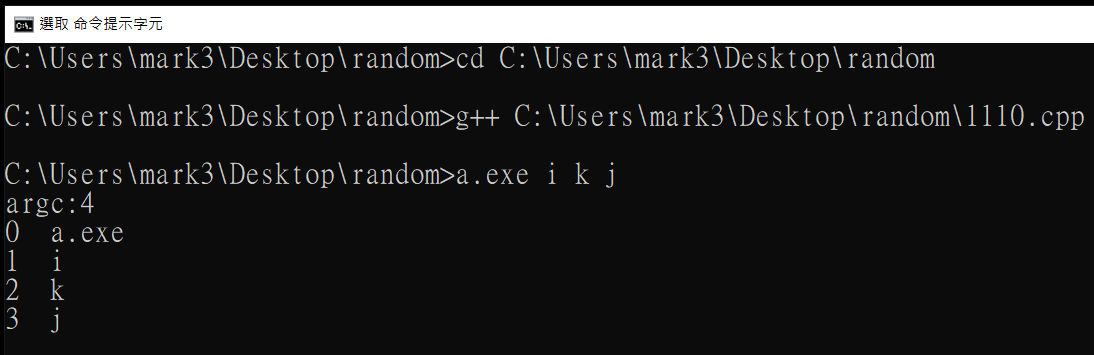 選取 命令提示字元
C:\Users\mark3\Desktop\random>cd C:\Users\mark3\Desktop\random
C:\Users\mark3\Desktop\random>g++ C:\Users\mark3\Desktop\random\1110.cpp
C:\Users\mark3\Desktop\random>a.exe i k j
argc:4
0  a.exe
1  i
2  k
3  j